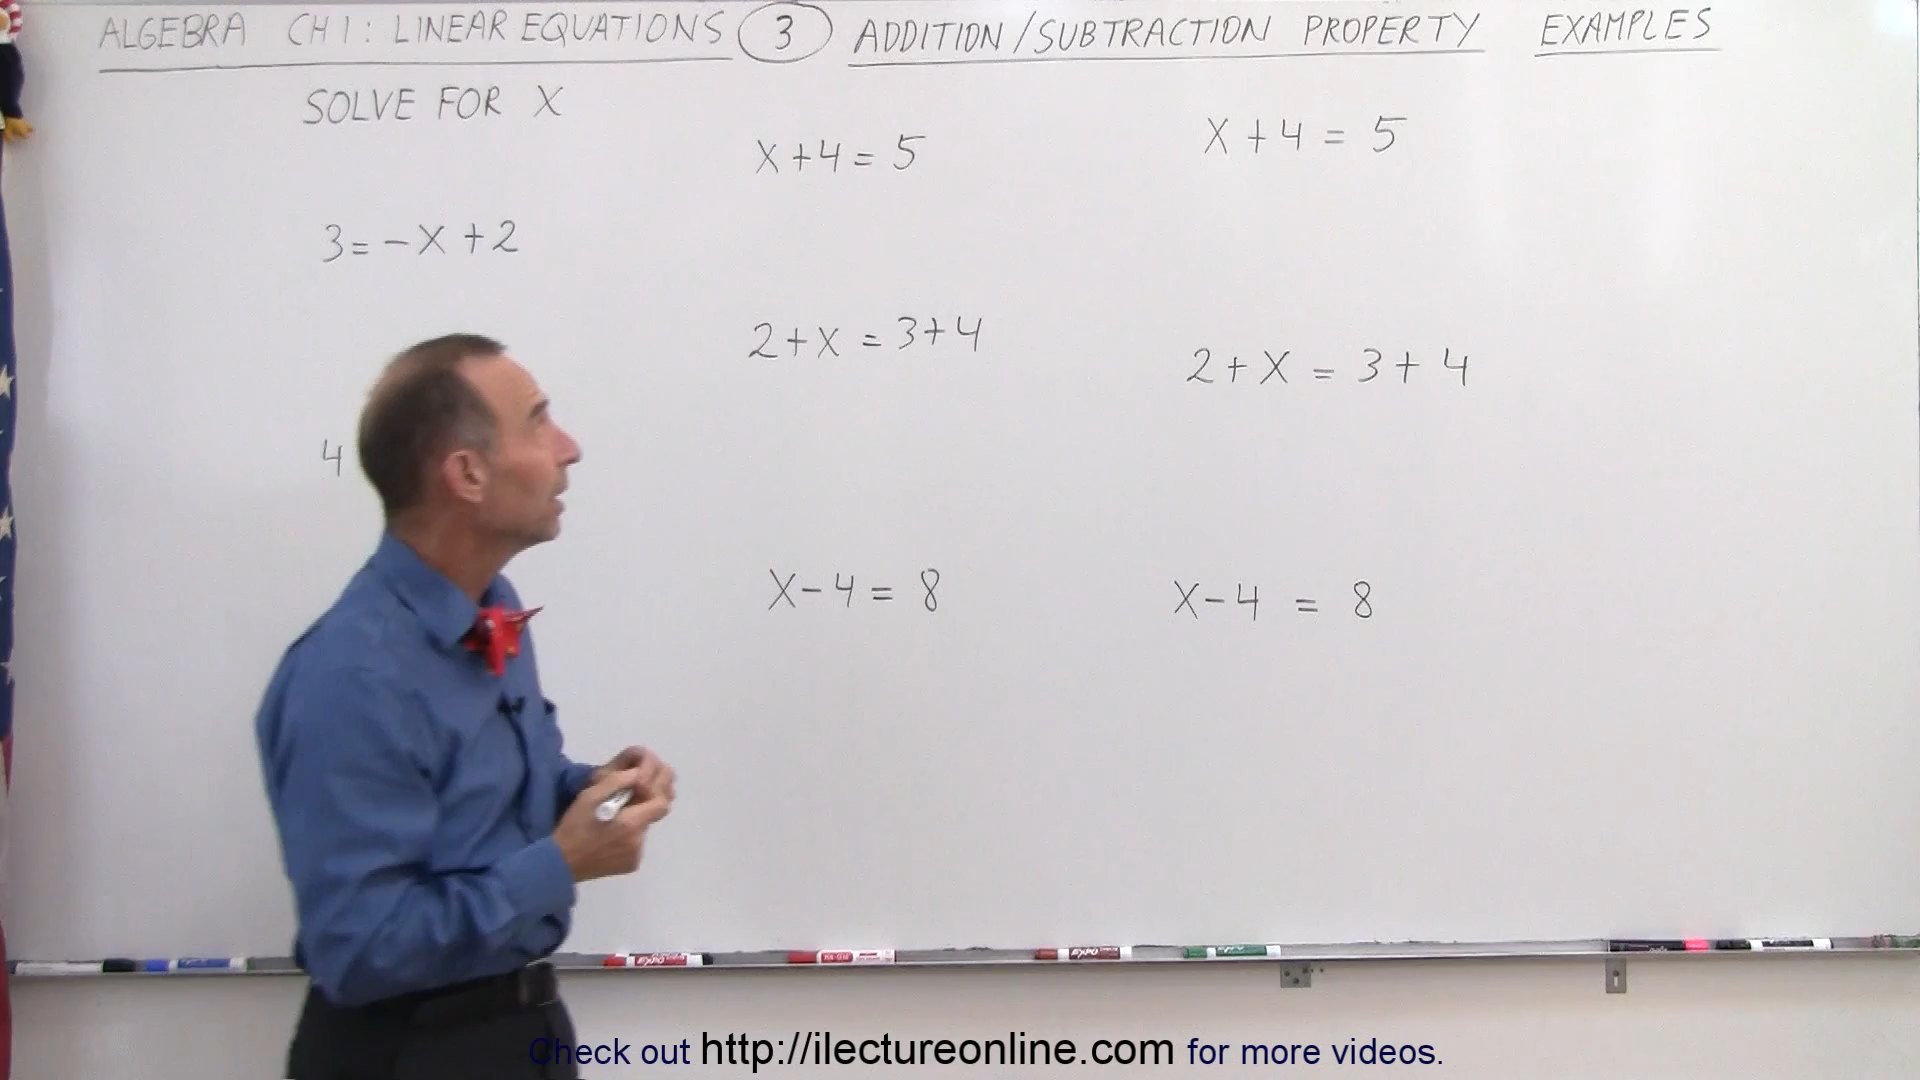 ALGEBRA CH 1: LINEAR EQUATIONS 3 ADDITION/SUBTRACTION PROPERTY EXAMPLES
SOLVE FOR X
3 = -X + 2
4
X + 4 = 5
2 + X = 3 + 4
X - 4 = 8
X + 4 = 5
2 + X = 3 + 4
X - 4 = 8
Check out http://ilectureonline.com for more videos.